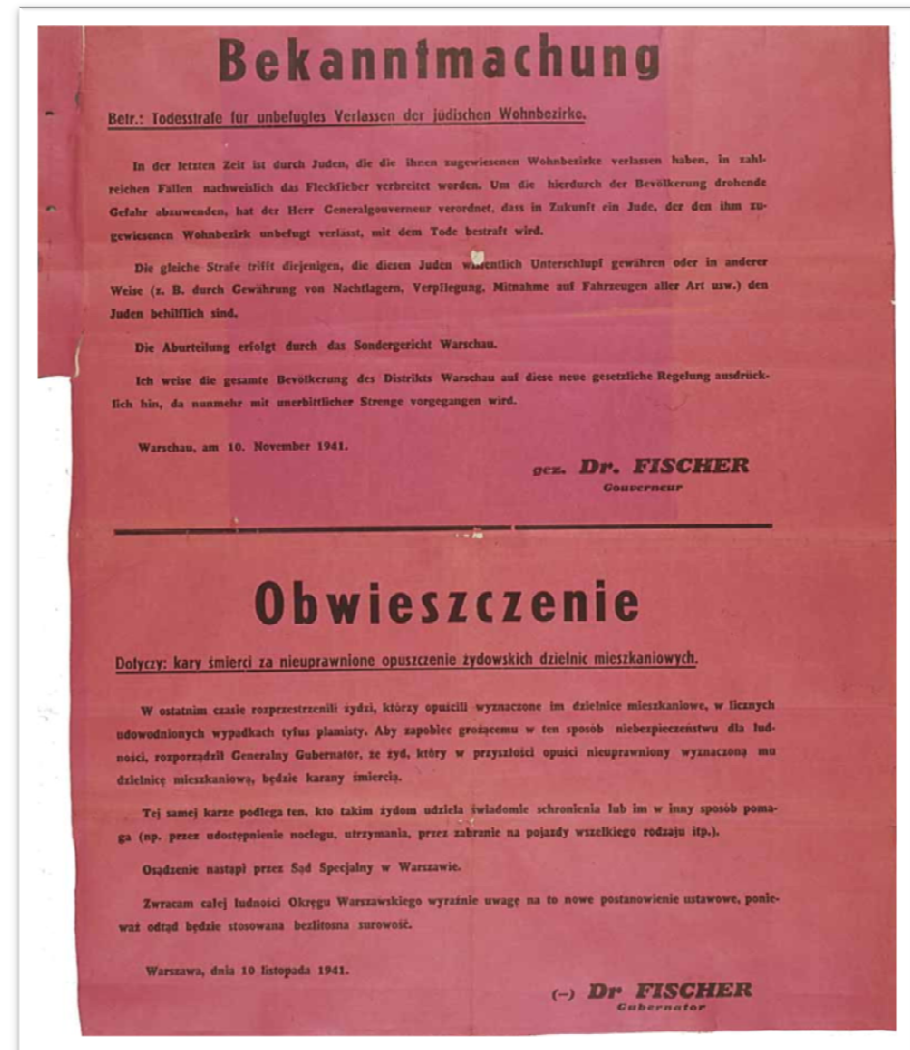 Bekanntmachung
Betr.: Todesstrafe für unbefugtes Verlassen der jüdischen Wohnbezirke.
In der letzten Zeit ist durch Juden, die die ihnen zugewiesenen Wohnbezirke verlassen haben, in zahl-
reichen Fällen nachweislich das Fleckfieber verbreitet worden. Um die hierdurch der Bevölkerung drohende
Gefahr abzuwenden, hat der Herr Generalgouverneur verordnet, dass in Zukunft ein Jude, der den ihm zu-
gewiesenen Wohnbezirk unbefugt verlässt, mit dem Tode bestraft wird.
Die gleiche Strafe trifft diejenigen, die diesen Juden wissentlich Unterschlupf gewähren oder in anderer
Weise (z. B. durch Gewährung von Nachtlagern, Verpflegung, Mitnahme auf Fahrzeugen aller Art usw.) den
Juden behilflich sind.
Die Aburteilung erfolgt durch das Sondergericht Warschau.
Ich weise die gesamte Bevölkerung des Distrikts Warschau auf diese neue gesetzliche Regelung ausdrück-
lich hin, da nunmehr mit unerbittlicher Strenge vorgegangen wird.
Warschau, am 10. November 1941.
gez. Dr. FISCHER
Gouverneur
Obwieszczenie
Dotyczy: kary śmierci za nieuprawnione opuszczenie żydowskich dzielnic mieszkaniowych.
W ostatnim czasie rozprzestrzenili żydzi, którzy opuścili wyznaczone im dzielnice mieszkaniowe, w licznych
udowodnionych wypadkach tyfus plamisty. Aby zapobiec grożącemu w ten sposób niebezpieczeństwu dla lud-
ności, rozporządził Generalny Gubernator, że żyd, który w przyszłości opuści nieuprawniony wyznaczoną mu
dzielnicę mieszkaniową, będzie karany śmiercią.
Tej samej karze podlega ten, kto takim żydom udziela świadomie schronienia lub im w inny sposób poma-
ga (np. przez udostępnienie noclegu, utrzymania, przez zabranie na pojazdy wszelkiego rodzaju itp.).
Osądzenie nastąpi przez Sąd Specjalny w Warszawie.
Zwracam całej ludności Okręgu Warszawskiego wyraźnie uwagę na to nowe postanowienie ustawowe, ponie-
waż odtąd będzie stosowana bezlitosna surowość.
Warszawa, dnia 10 listopada 1941.
(-) Dr FISCHER
Gubernator